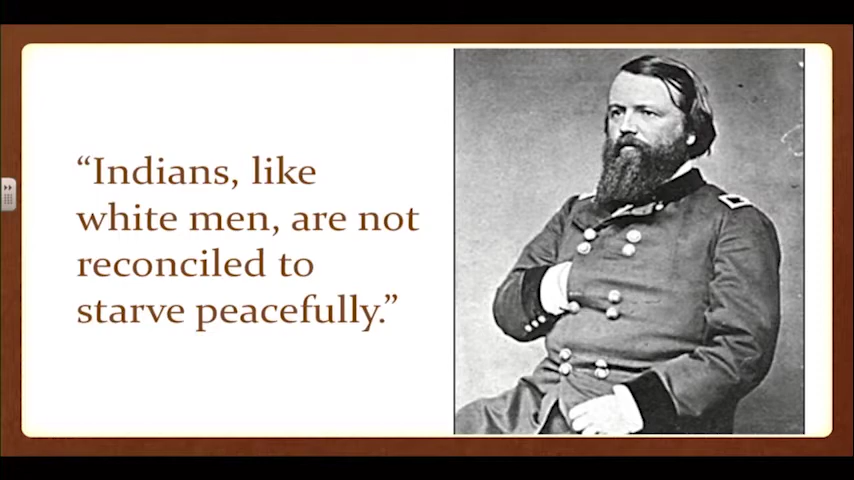 “Indians, like
white men, are not
reconciled to
starve peacefully.”